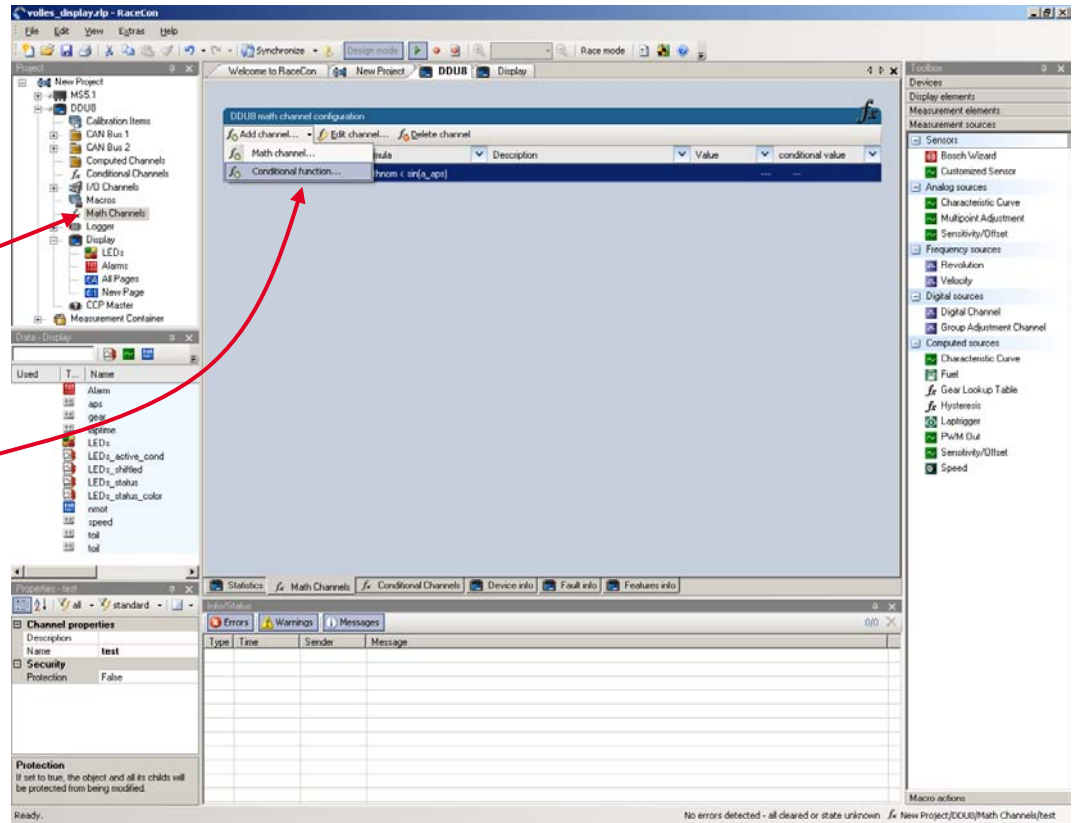 volles_display.rlp - RaceCon
File Edit View Extras Help
Synchronize Design mode Race mode
Project
New Project
MS5.1
DDU8
Calibration Items
CAN Bus 1
CAN Bus 2
Computed Channels
Conditional Channels
I/O Channels
Macros
Math Channels
Logger
Display
LEDs
Alarms
All Pages
New Page
CCP Master
Measurement Container
Data - Display
Used T... Name
Alarm
aps
gear
laptime
LEDs
LEDs_active_cond
LEDs_shiftled
LEDs_status
LEDs_status_color
nmot
speed
toil
toil
Properties - test
all standard
Channel properties
Description
Name test
Security
Protection False
Protection
If set to true, the object and all its childs will
be protected from being modified.
Welcome to RaceCon New Project DDU8 Display
DDU8 math channel configuration
fx
Add channel... Edit channel... Delete channel
Math channel...
Conditional function...
mula Description Value conditional value
thnom < sin(a_aps) --- ---
Statistics Math Channels Conditional Channels Device info Fault info Features info
Info/Status
Errors Warnings Messages 0/0
Type Time Sender Message
Toolbox
Devices
Display elements
Measurement elements
Measurement sources
Sensors
Bosch Wizard
Customized Sensor
Analog sources
Characteristic Curve
Multipoint Adjustment
Sensitivity/Offset
Frequency sources
Revolution
Velocity
Digital sources
Digital Channel
Group Adjustment Channel
Computed sources
Characteristic Curve
Fuel
Gear Lookup Table
Hysteresis
Laptrigger
PWM Out
Sensitivity/Offset
Speed
Macro actions
Ready. No errors detected - all cleared or state unknown New Project/DDU8/Math Channels/test